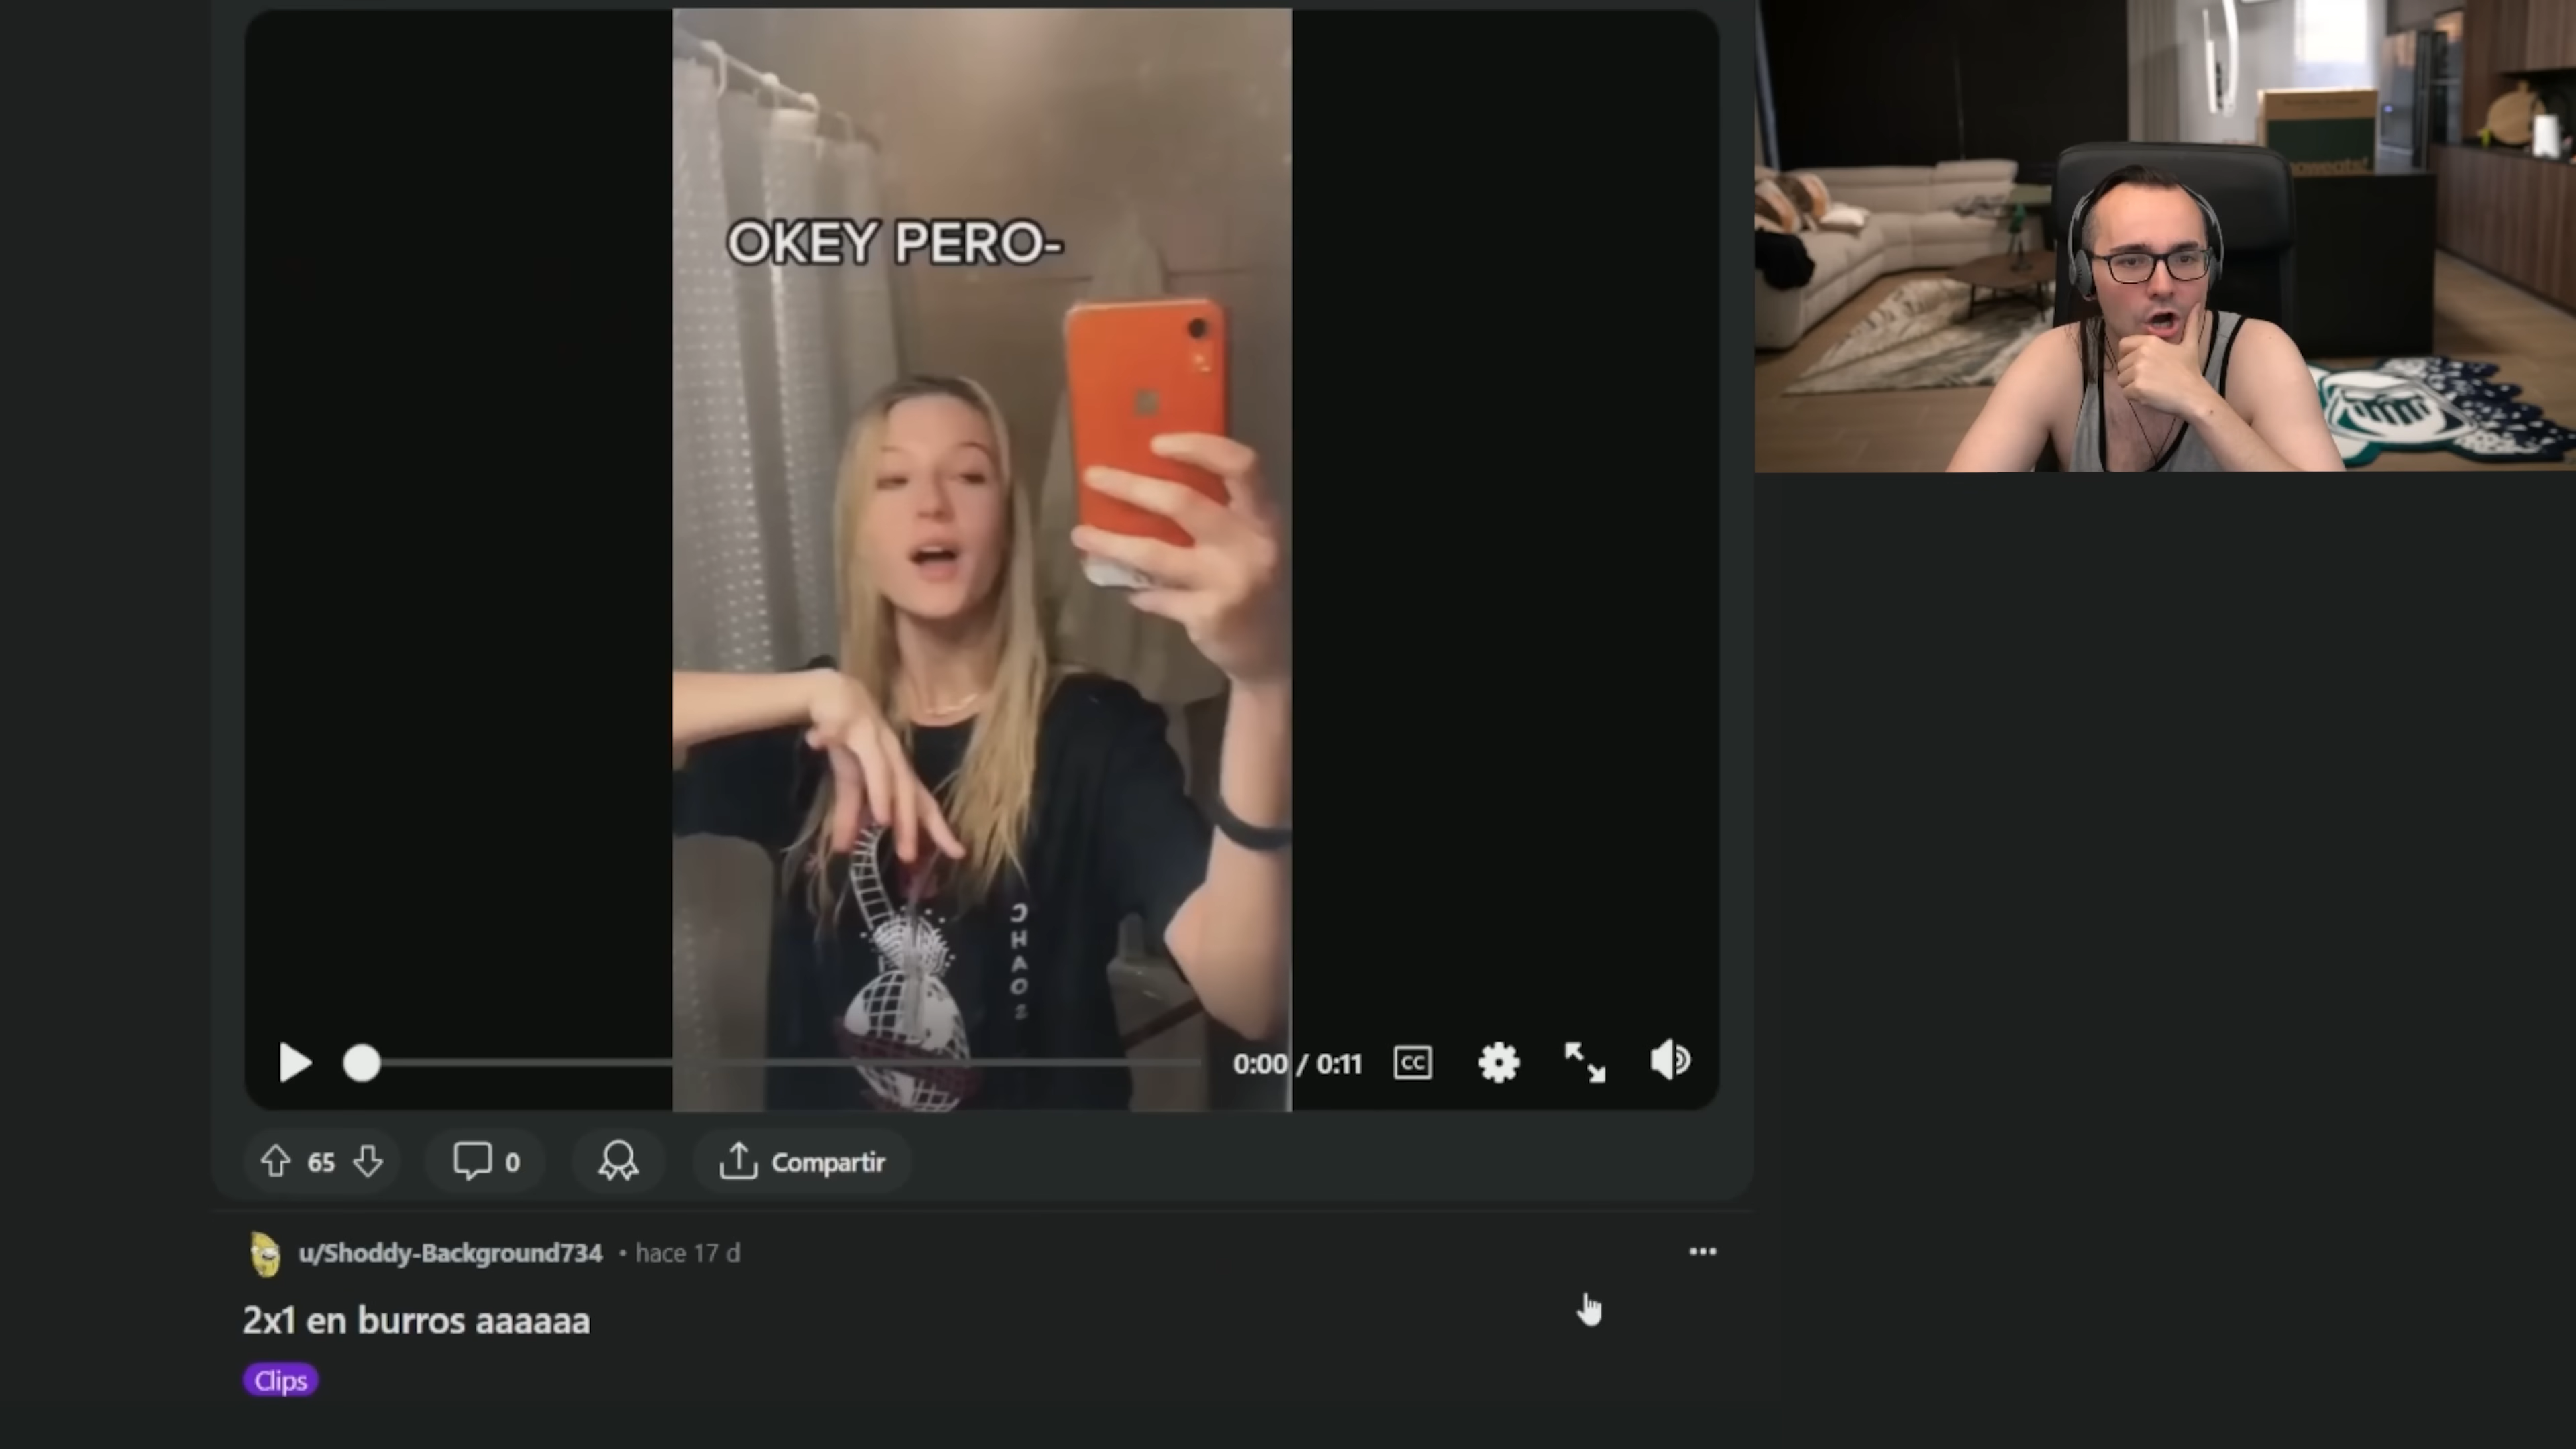 OKEY PERO-
CHAOS
0:00 / 0:11
CC
65
0
Compartir
u/Shoddy-Background734 • hace 17 d
2x1 en burros aaaaaa
Clips